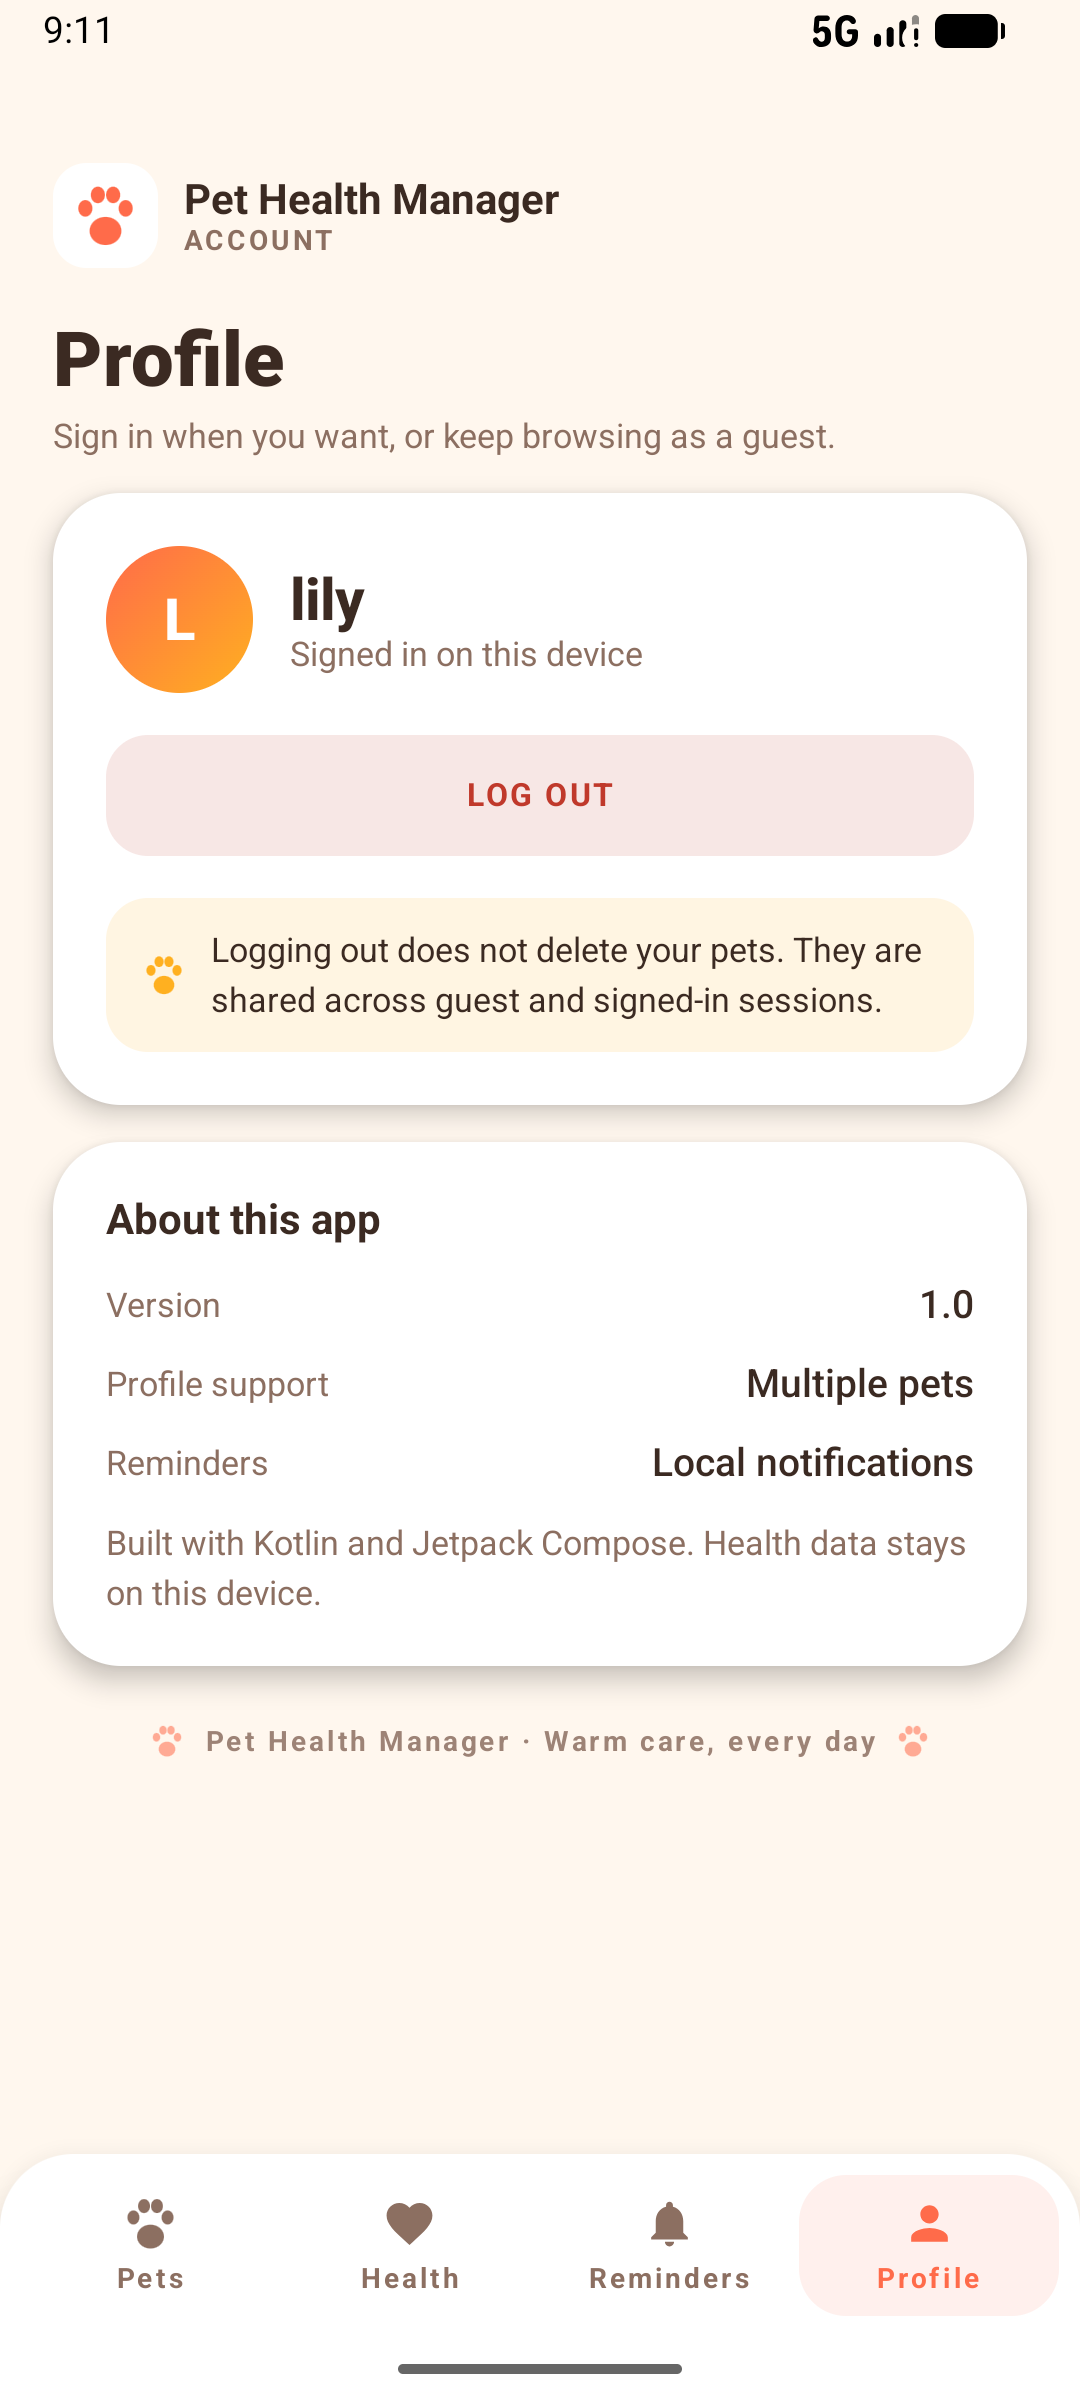 9:11
5G
Pet Health Manager
ACCOUNT
Profile
Sign in when you want, or keep browsing as a guest.
L
lily
Signed in on this device
LOG OUT
Logging out does not delete your pets. They are
shared across guest and signed-in sessions.
About this app
Version
1.0
Profile support
Multiple pets
Reminders
Local notifications
Built with Kotlin and Jetpack Compose. Health data stays
on this device.
Pet Health Manager · Warm care, every day
Pets
Health
Reminders
Profile